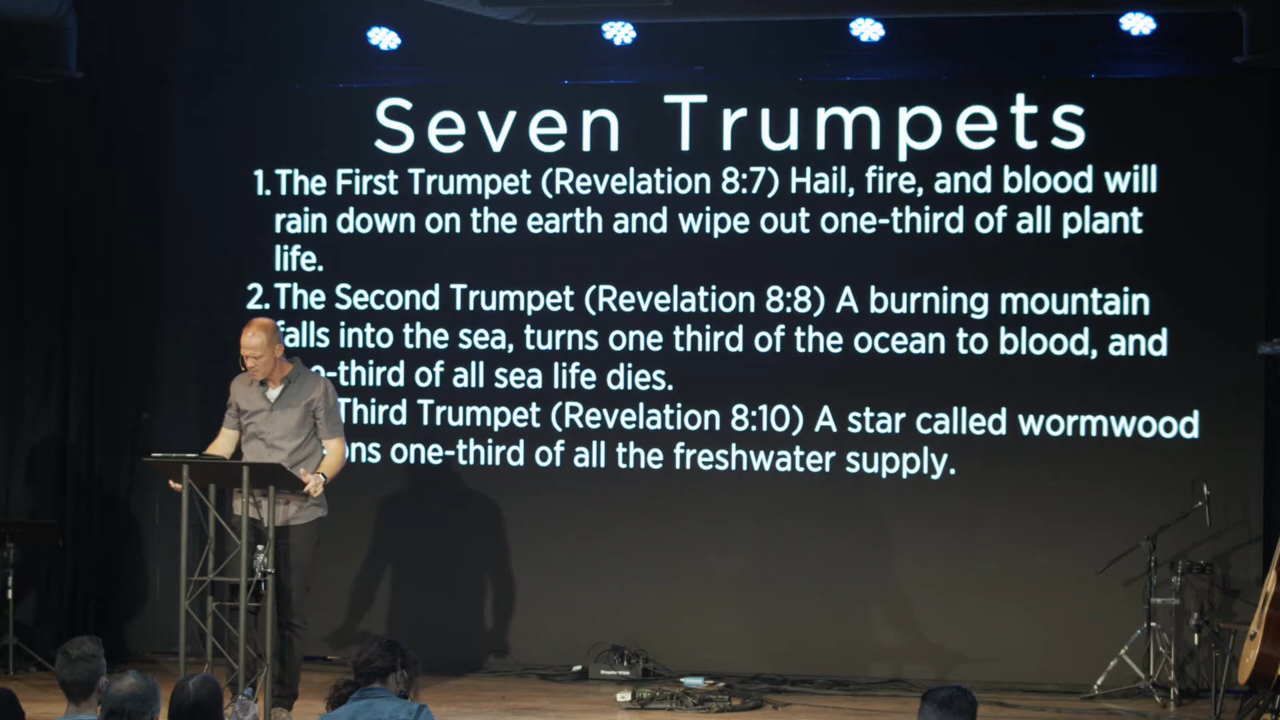 Seven Trumpets
1. The First Trumpet (Revelation 8:7) Hail, fire, and blood will
rain down on the earth and wipe out one-third of all plant
life.
2. The Second Trumpet (Revelation 8:8) A burning mountain
falls into the sea, turns one third of the ocean to blood, and
-third of all sea life dies.
Third Trumpet (Revelation 8:10) A star called wormwood
one-third of all the freshwater supply.